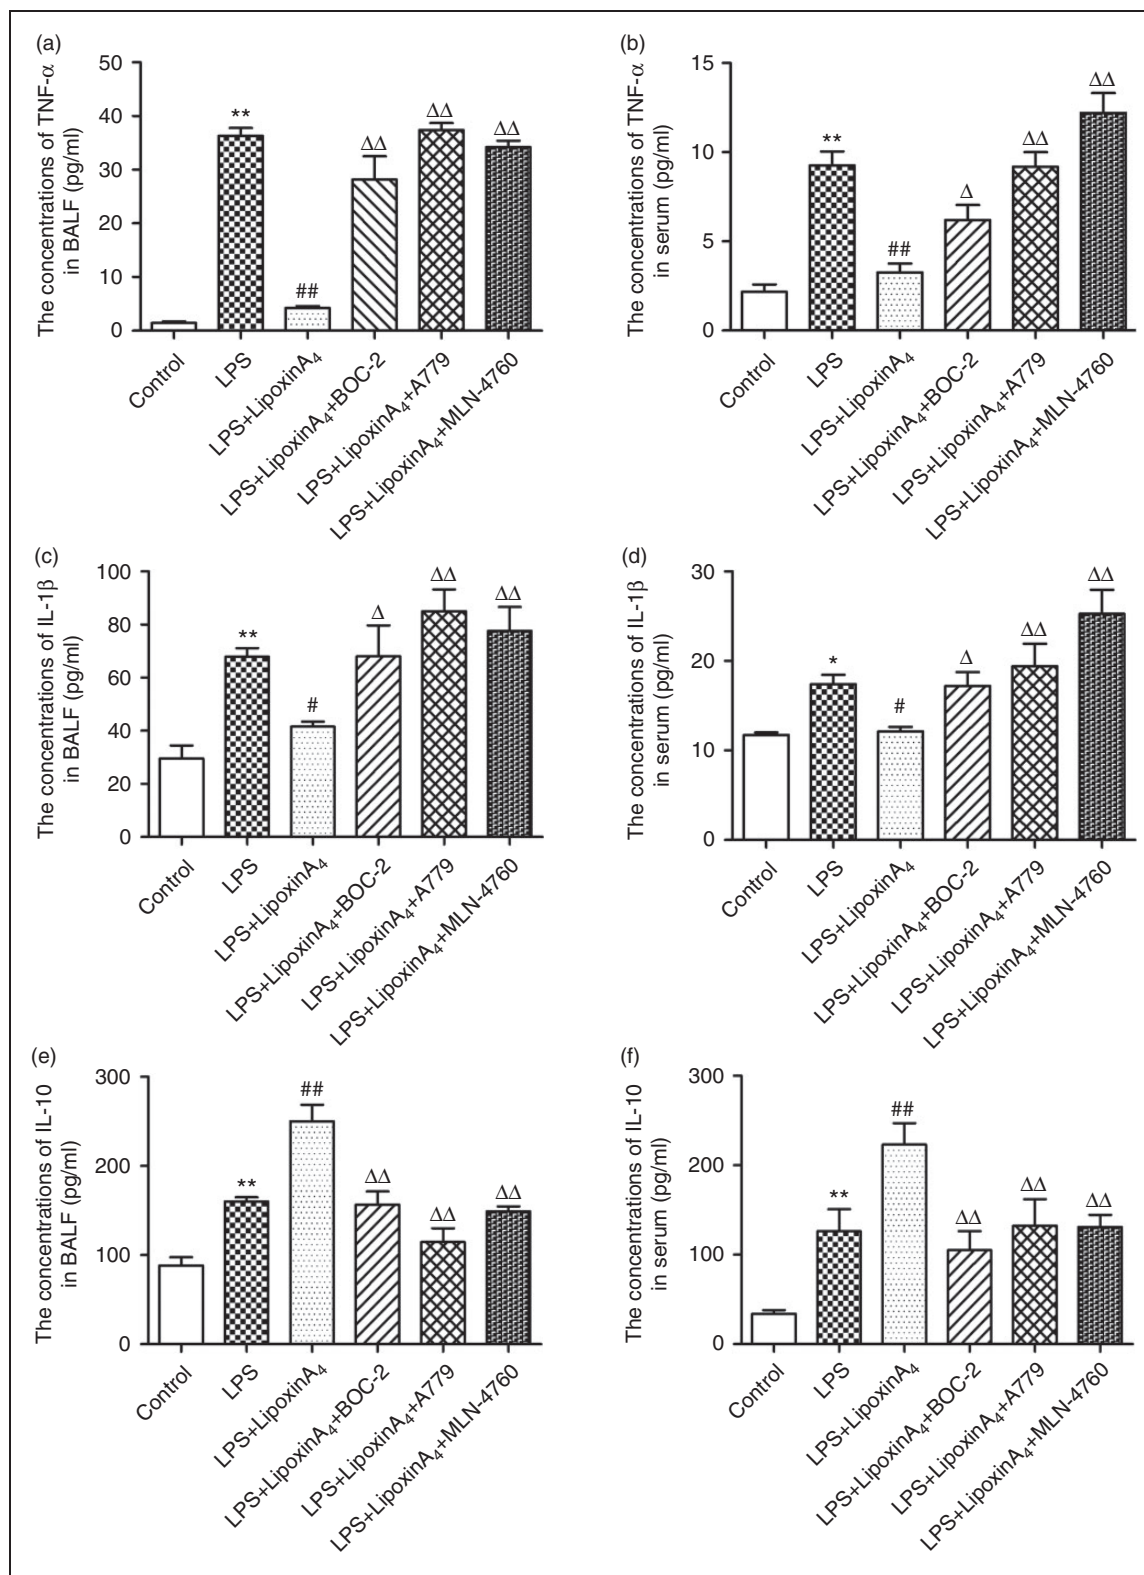 (a)
The concentrations of TNF-α
in BALF (pg/ml)
50
40
30
20
10
0
**
##
ΔΔ
ΔΔ
ΔΔ
Control
LPS
LPS+LipoxinA₄
LPS+LipoxinA₄+BOC-2
LPS+LipoxinA₄+A779
LPS+LipoxinA₄+MLN-4760
(b)
The concentrations of TNF-α
in serum (pg/ml)
15
10
5
0
**
##
Δ
ΔΔ
ΔΔ
Control
LPS
LPS+LipoxinA₄
LPS+LipoxinA₄+BOC-2
LPS+LipoxinA₄+A779
LPS+LipoxinA₄+MLN-4760
(c)
The concentrations of IL-1β
in BALF (pg/ml)
100
80
60
40
20
0
**
#
Δ
ΔΔ
ΔΔ
Control
LPS
LPS+LipoxinA₄
LPS+LipoxinA₄+BOC-2
LPS+LipoxinA₄+A779
LPS+LipoxinA₄+MLN-4760
(d)
The concentrations of IL-1β
in serum (pg/ml)
30
20
10
0
*
#
Δ
ΔΔ
ΔΔ
Control
LPS
LPS+LipoxinA₄
LPS+LipoxinA₄+BOC-2
LPS+LipoxinA₄+A779
LPS+LipoxinA₄+MLN-4760
(e)
The concentrations of IL-10
in BALF (pg/ml)
300
200
100
0
**
##
ΔΔ
ΔΔ
ΔΔ
Control
LPS
LPS+LipoxinA₄
LPS+LipoxinA₄+BOC-2
LPS+LipoxinA₄+A779
LPS+LipoxinA₄+MLN-4760
(f)
The concentrations of IL-10
in serum (pg/ml)
300
200
100
0
**
##
ΔΔ
ΔΔ
ΔΔ
Control
LPS
LPS+LipoxinA₄
LPS+LipoxinA₄+BOC-2
LPS+LipoxinA₄+A779
LPS+LipoxinA₄+MLN-4760